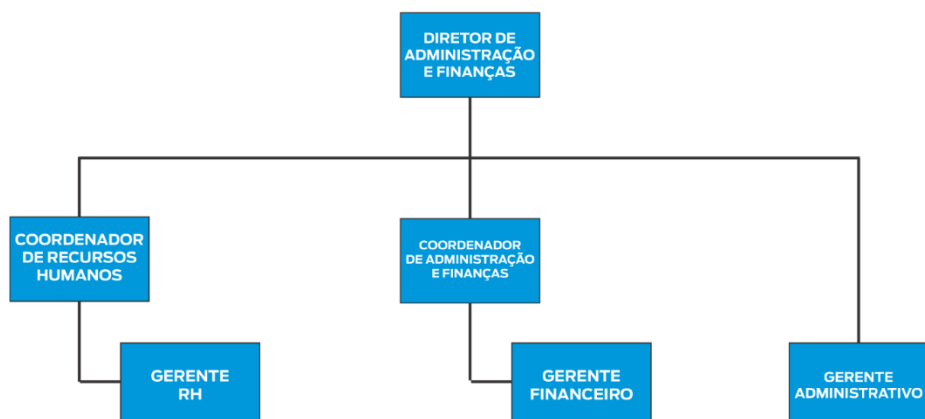 DIRETOR DE
ADMINISTRAÇÃO
E FINANÇAS
COORDENADOR
DE RECURSOS
HUMANOS
COORDENADOR
DE ADMINISTRAÇÃO
E FINANÇAS
GERENTE
RH
GERENTE
FINANCEIRO
GERENTE
ADMINISTRATIVO